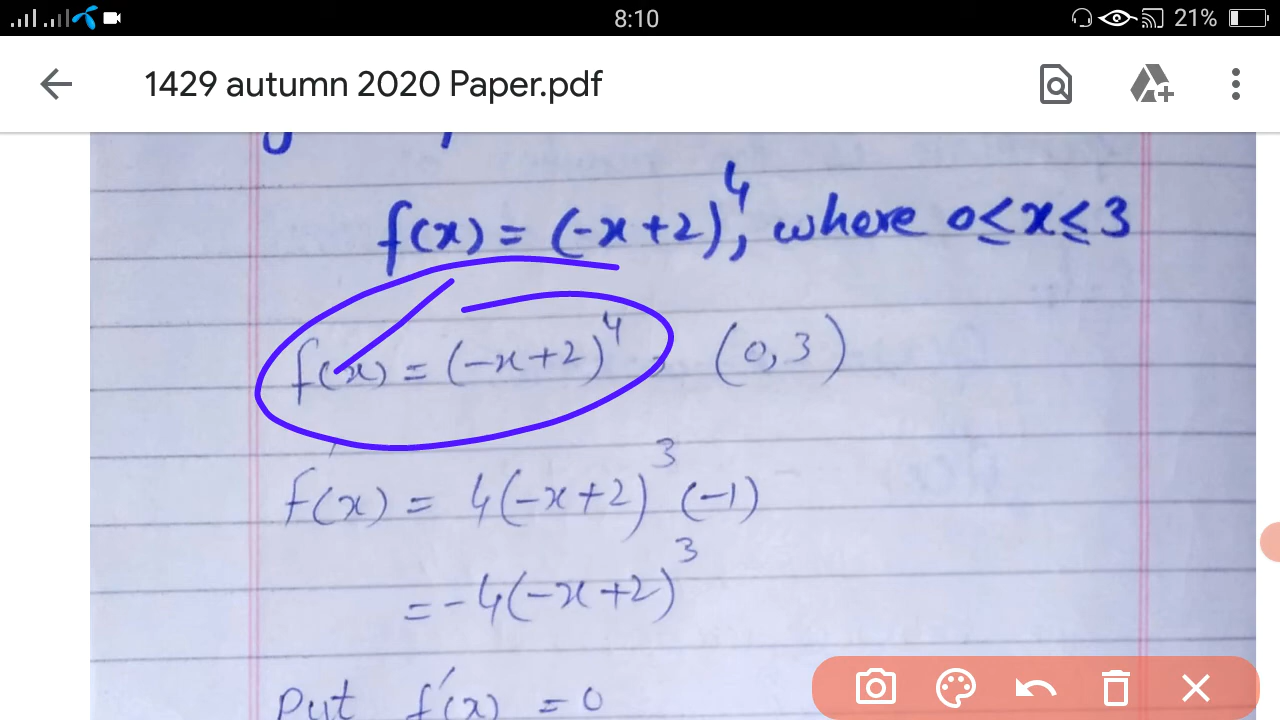 8:10
21%
1429 autumn 2020 Paper.pdf
f(x) = (-x+2)⁴, where 0≤x≤3
f(x) = (-x+2)⁴ ; (0,3)
f'(x) = 4(-x+2)³ (-1)
= -4(-x+2)³
Put f'(x) = 0